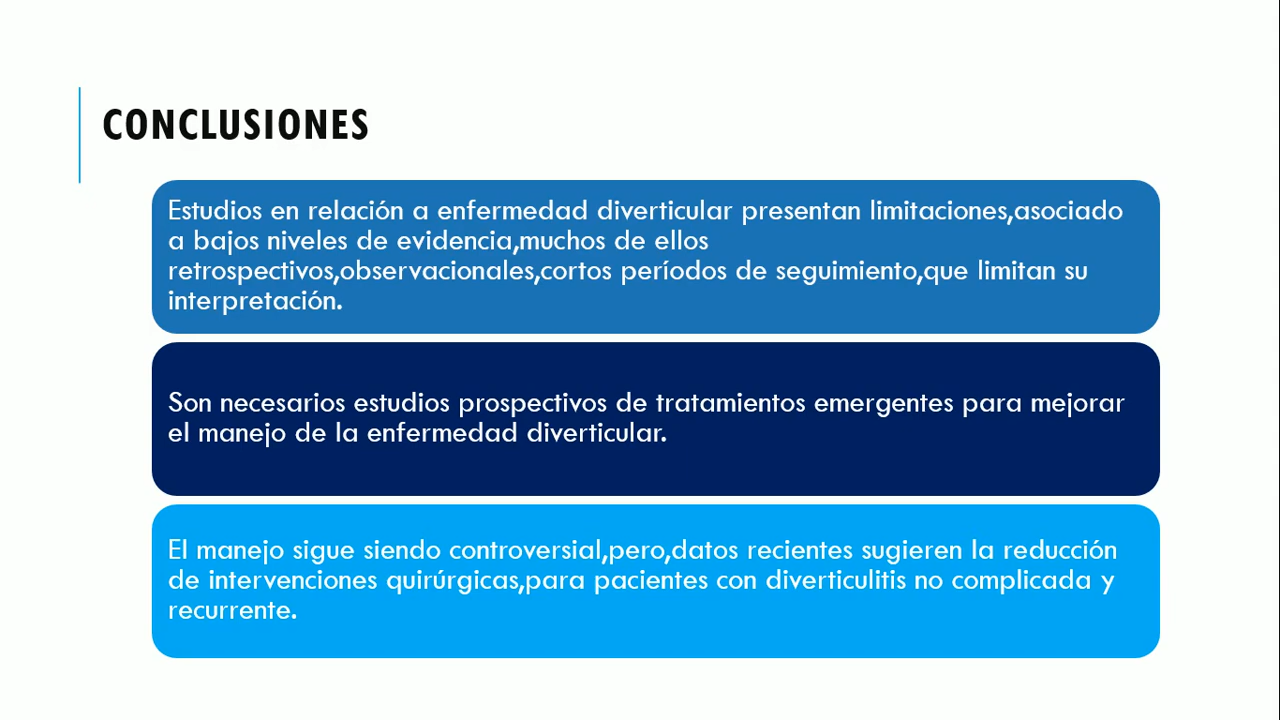 CONCLUSIONES
Estudios en relación a enfermedad diverticular presentan limitaciones,asociado
a bajos niveles de evidencia,muchos de ellos
retrospectivos,observacionales,cortos períodos de seguimiento,que limitan su
interpretación.
Son necesarios estudios prospectivos de tratamientos emergentes para mejorar
el manejo de la enfermedad diverticular.
El manejo sigue siendo controversial,pero,datos recientes sugieren la reducción
de intervenciones quirúrgicas,para pacientes con diverticulitis no complicada y
recurrente.